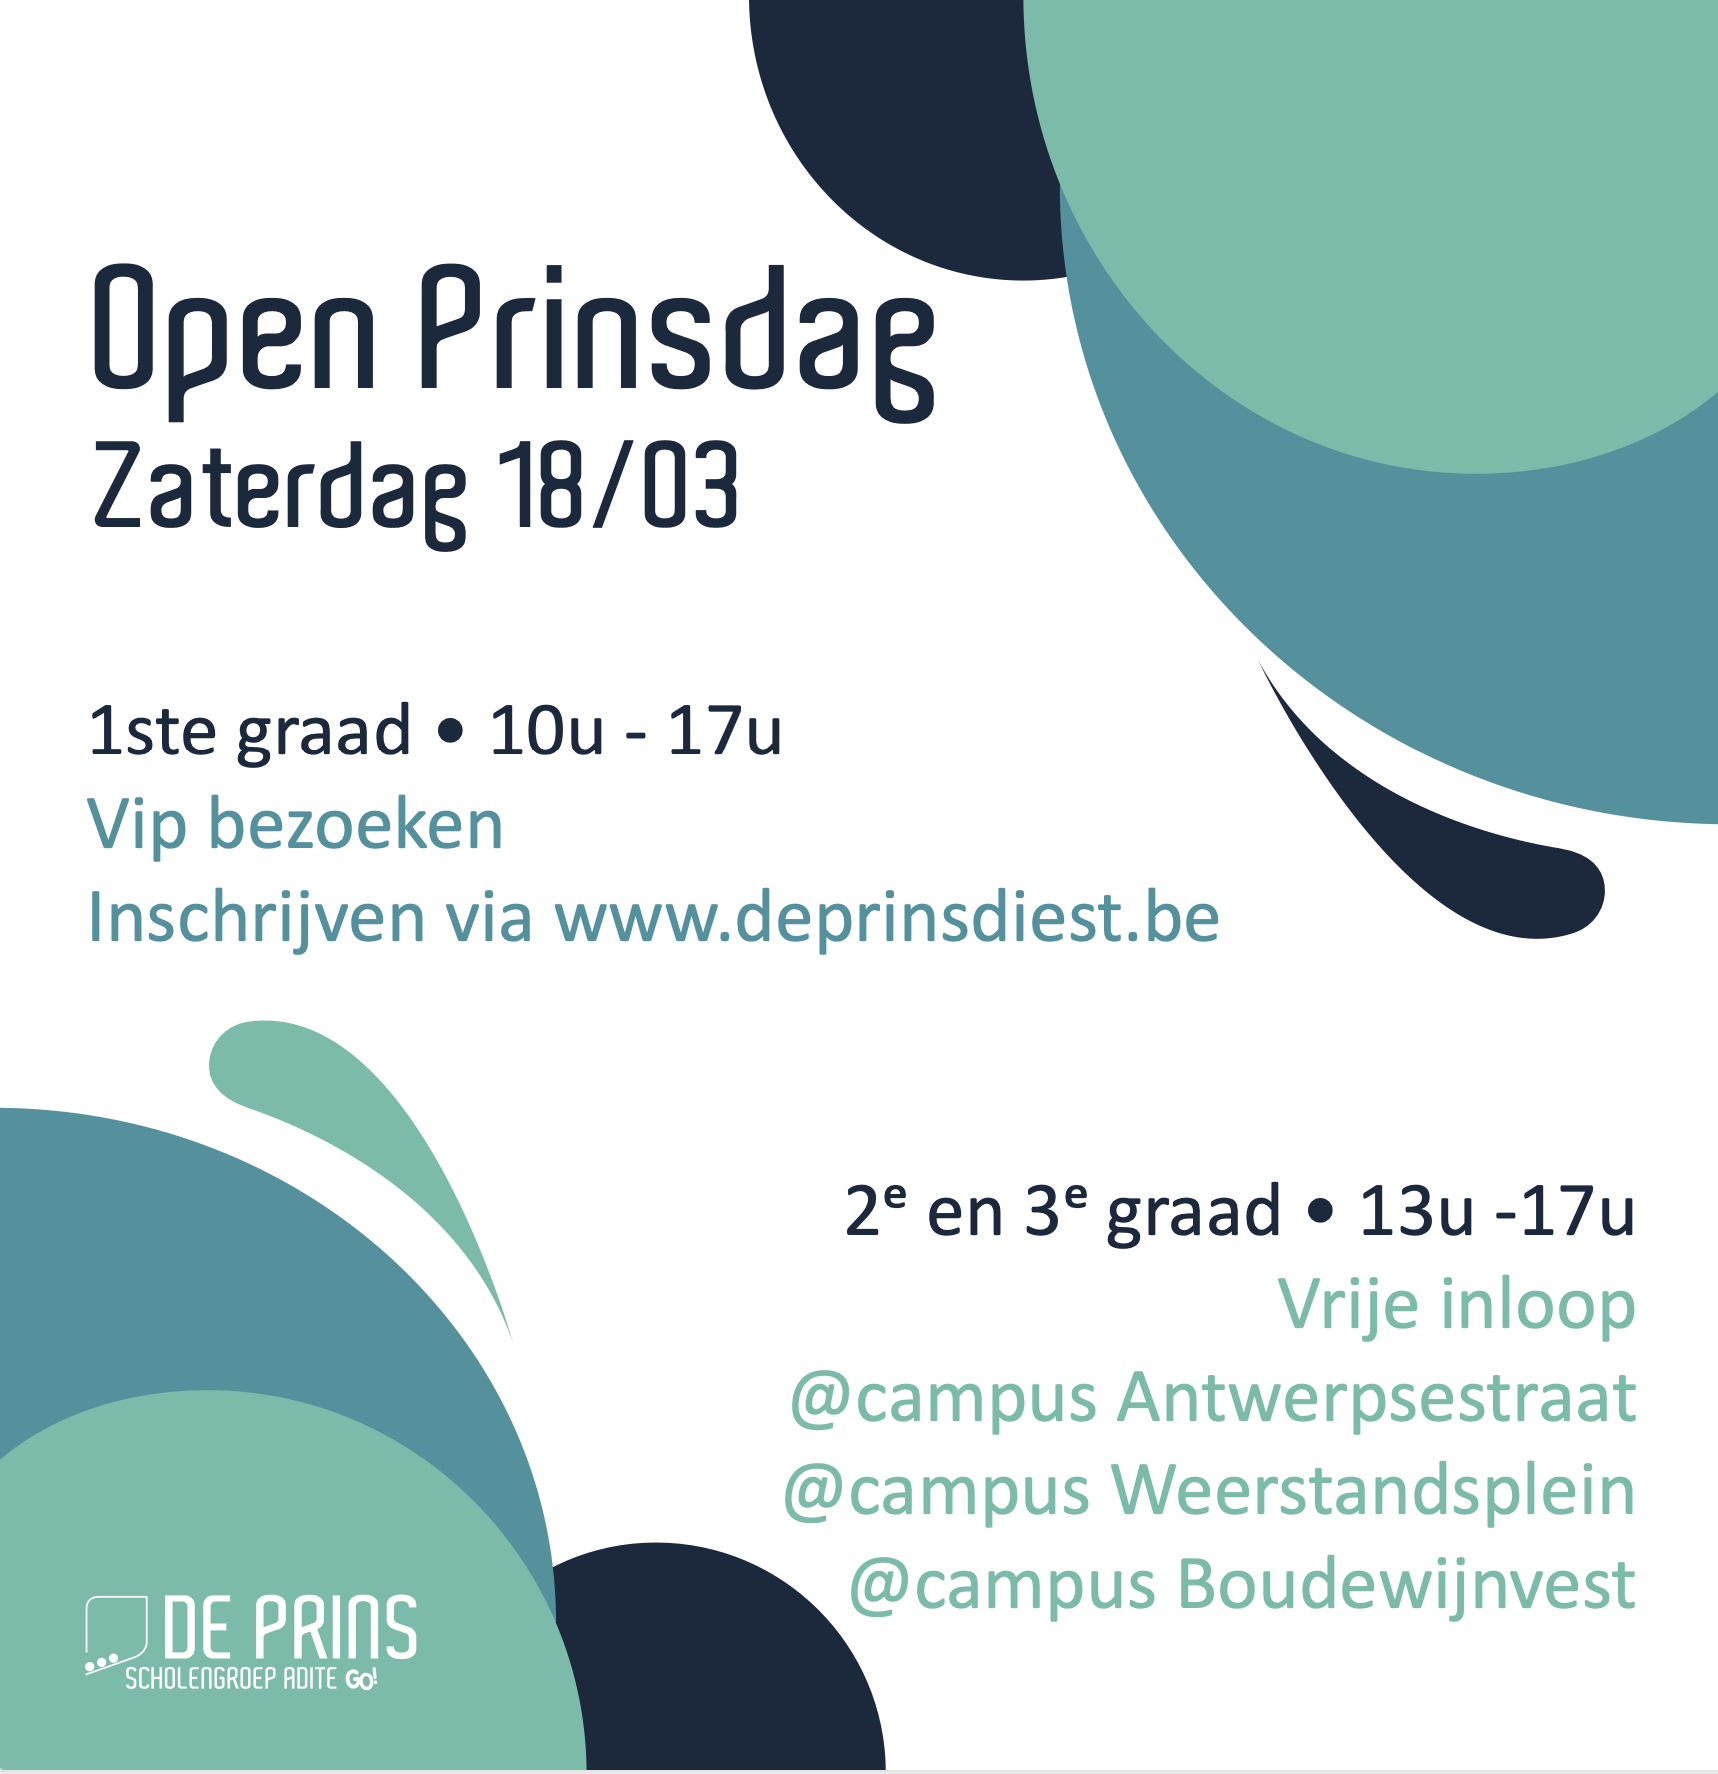 Open Prinsdag
Zaterdag 18/03
1ste graad • 10u - 17u
Vip bezoeken
Inschrijven via www.deprinsdiest.be
2ᵉ en 3ᵉ graad • 13u -17u
Vrije inloop
@campus Antwerpsestraat
@campus Weerstandsplein
@campus Boudewijnvest
DE PRINS
SCHOLENGROEP ADITE GO!